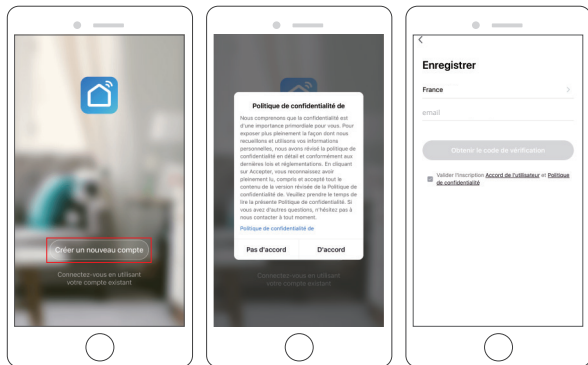 Créer un nouveau compte
Connectez-vous en utilisant
votre compte existant
Politique de confidentialité de
Nous comprenons que la confidentialité est
d'une importance primordiale pour vous. Pour
exposer plus pleinement la façon dont nous
recueillons et utilisons vos informations
personnelles, nous avons révisé la politique de
confidentialité en détail et conformément aux
dernières lois et réglementations. En cliquant
sur Accepter, vous reconnaissez avoir
pleinement lu, compris et accepté tout le
contenu de la version révisée de la Politique de
confidentialité. Veuillez prendre le temps de
lire la présente Politique de confidentialité. Si
vous avez d'autres questions, n'hésitez pas à
nous contacter à tout moment.
Politique de confidentialité de
Pas d'accord D'accord
Connectez-vous en utilisant
votre compte existant
Enregistrer
France
email
Obtenir le code de vérification
Valider l'inscription Accord de l'utilisateur et Politique
de confidentialité